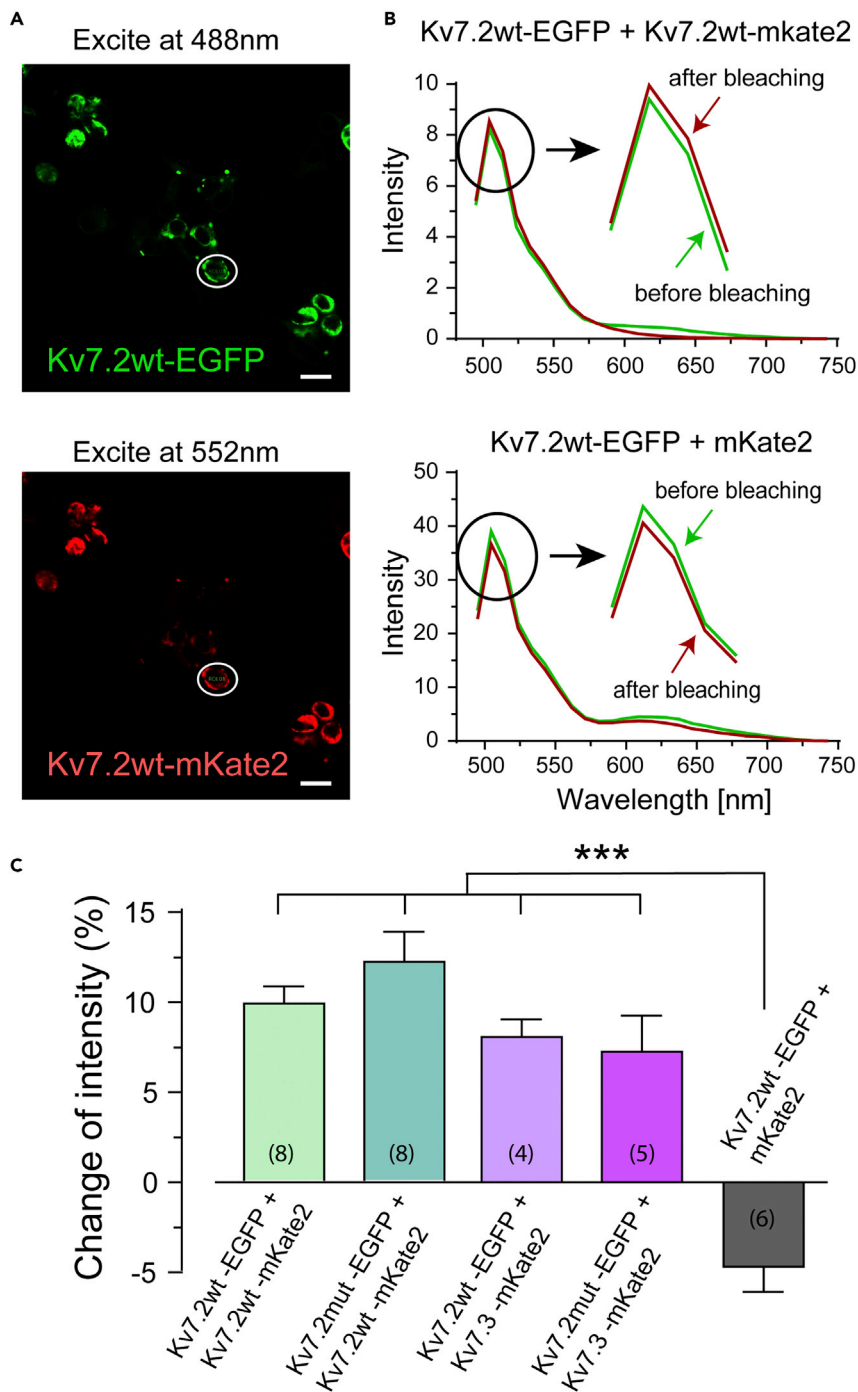 A
Excite at 488nm
Kv7.2wt-EGFP
Excite at 552nm
Kv7.2wt-mKate2
B
Kv7.2wt-EGFP + Kv7.2wt-mkate2
10
8
6
4
2
0
Intensity
after bleaching
before bleaching
500
550
600
650
700
750
Kv7.2wt-EGFP + mKate2
50
40
30
20
10
0
Intensity
before bleaching
after bleaching
500
550
600
650
700
750
Wavelength [nm]
C
***
Change of intensity (%)
15
10
5
0
-5
(8)
(8)
(4)
(5)
(6)
Kv7.2wt -EGFP +
Kv7.2wt -mKate2
Kv7.2mut -EGFP +
Kv7.2wt -mKate2
Kv7.2wt -EGFP +
Kv7.3 -mKate2
Kv7.2mut -EGFP +
Kv7.3 -mKate2
Kv7.2wt -EGFP +
mKate2